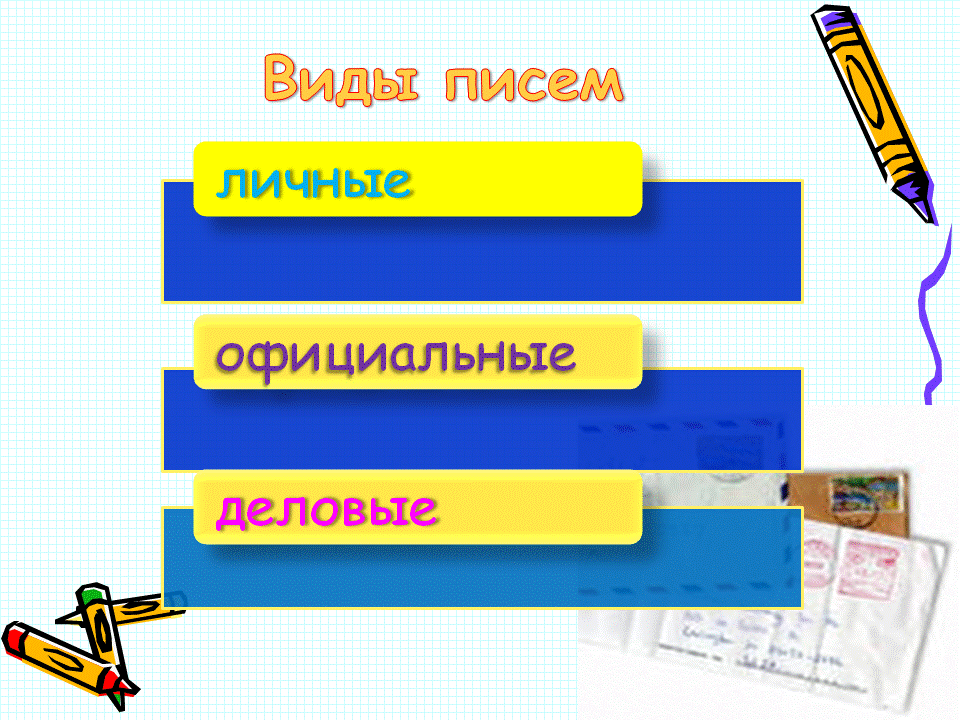 Виды писем
личные
официальные
деловые